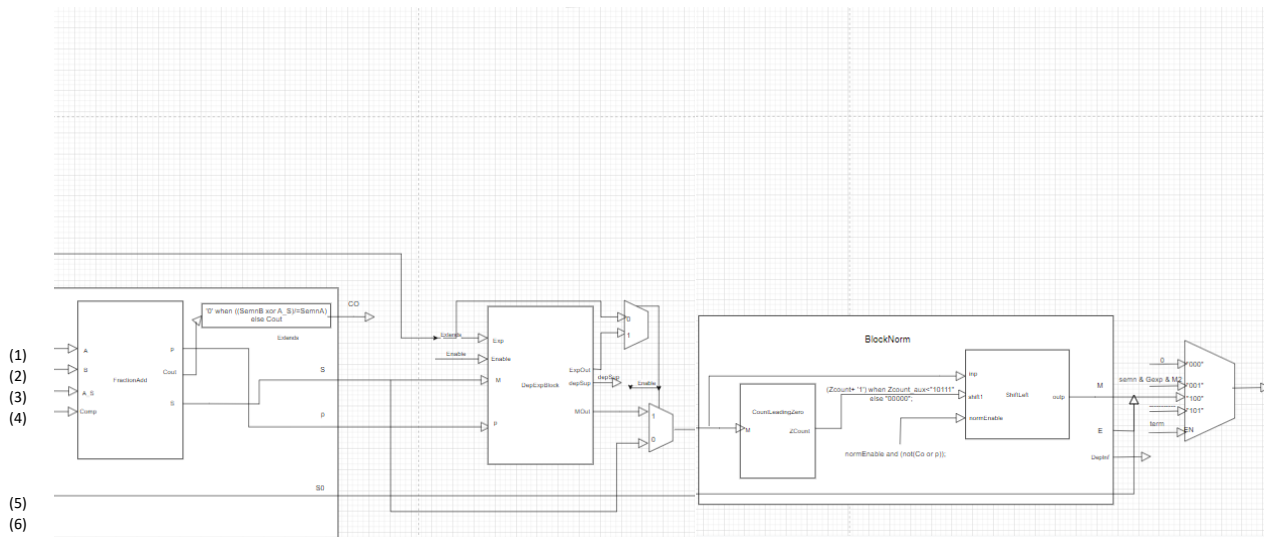 (1)
(2)
(3)
(4)
(5)
(6)
A
B
A_S
Comp
FractionAdd
P
Cout
S
'0' when ((SemnB xor A_S)/=SemnA)
else Cout
Extends
CO
S
p
S0
Extends
Enable
Exp
Enable
M
P
DepExpBlock
ExpOut
depSup
MOut
depSup
0
1
Enable
1
0
BlockNorm
M
CountLeadingZero
ZCount
(Zcount+ '1') when Zcount_aux<"10111"
else "00000";
normEnable and (not(Co or p));
inp
shift1
normEnable
ShiftLeft
outp
M
E
DepInf
0
semn & Gexp & M2
term
"000"
"001"
"100"
"101"
EN